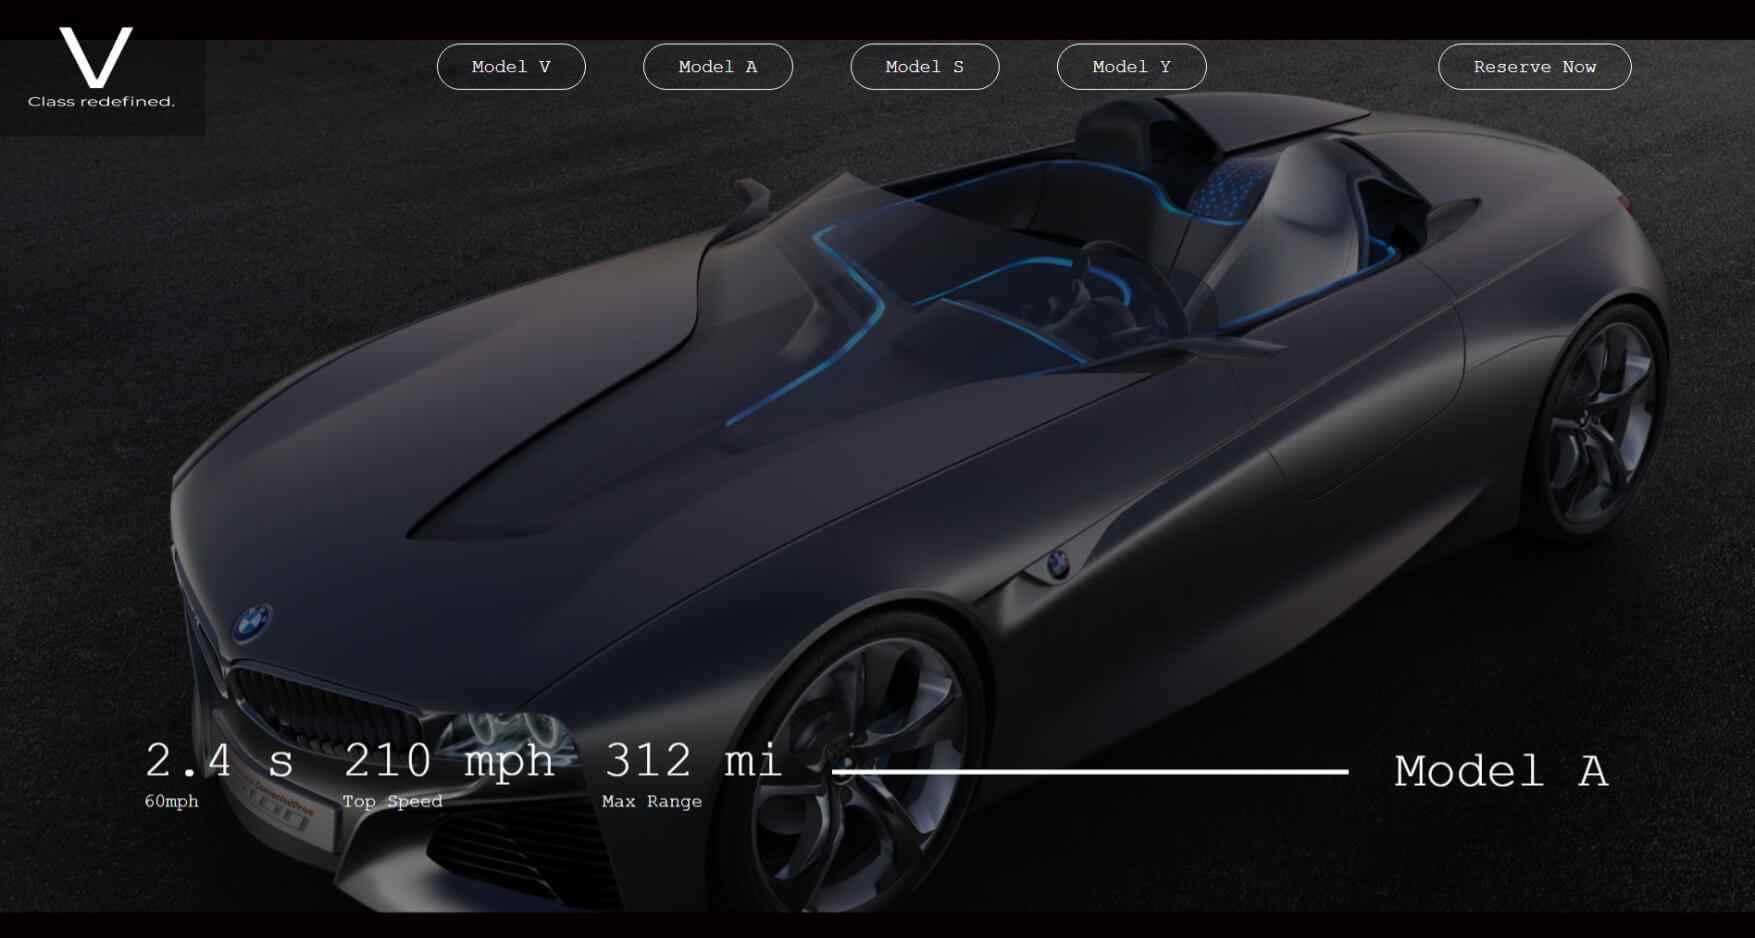 V
Class redefined.
Model V
Model A
Model S
Model Y
Reserve Now
2.4 s
210 mph
312 mi
60mph
Top Speed
Max Range
Model A